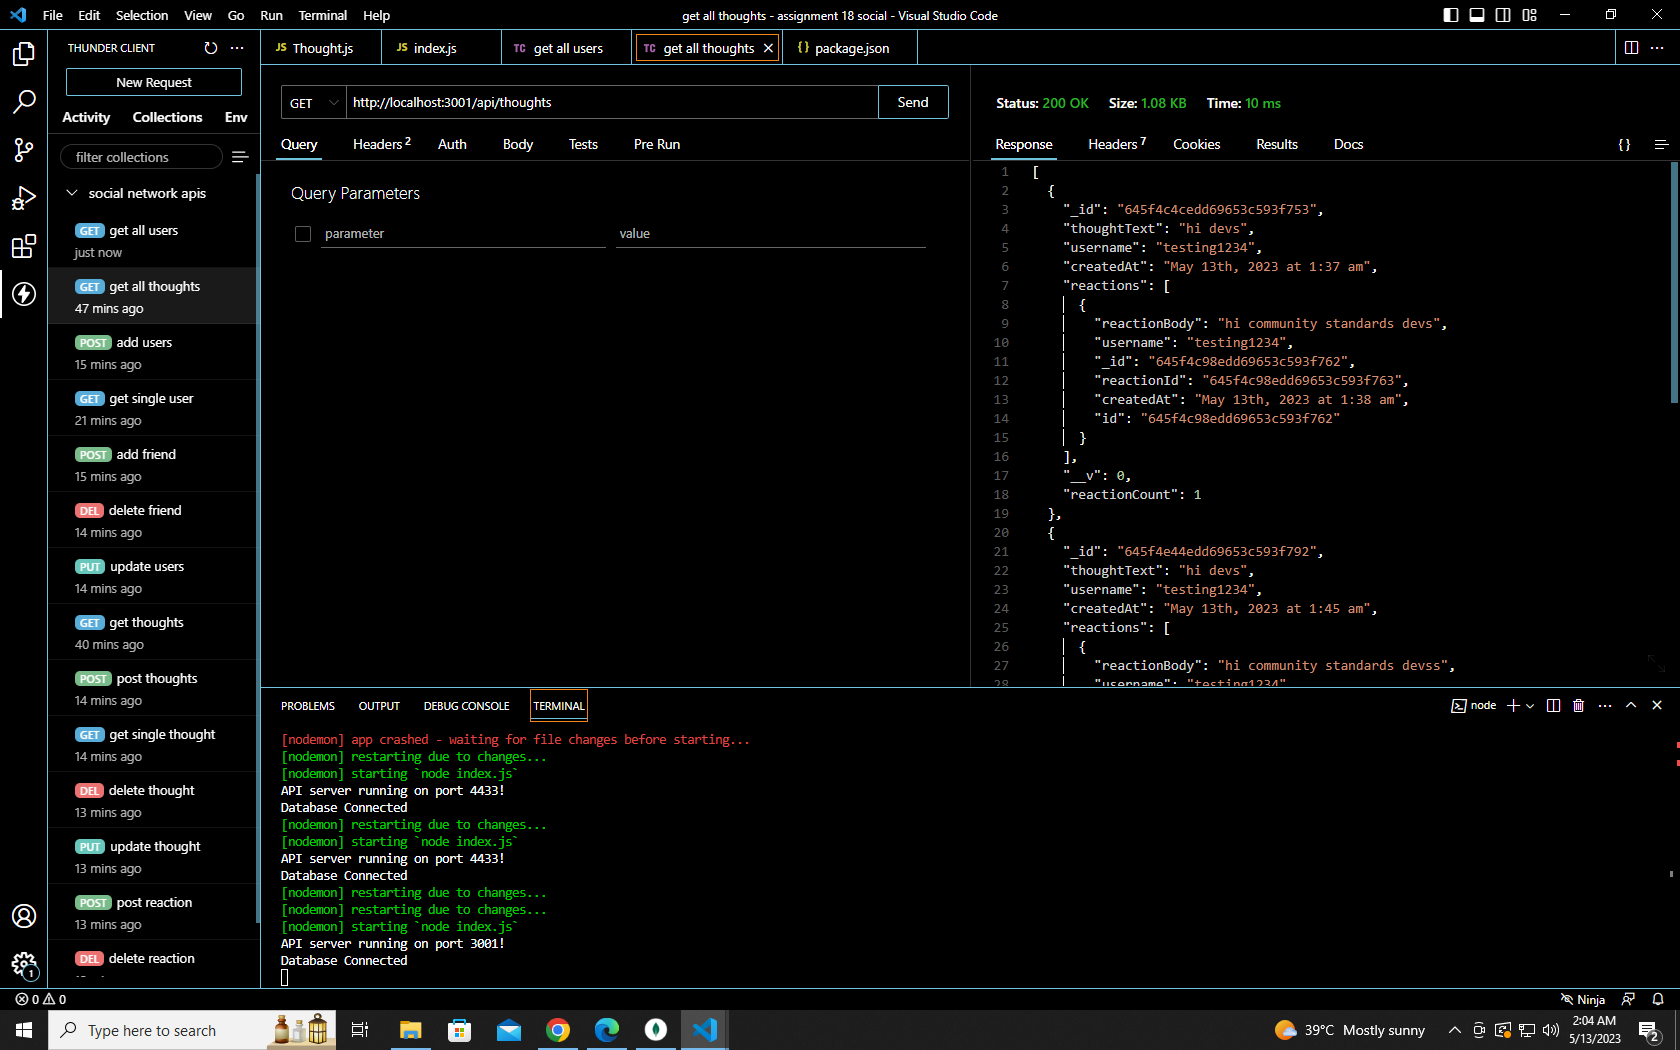 File Edit Selection View Go Run Terminal Help
get all thoughts - assignment 18 social - Visual Studio Code
THUNDER CLIENT
New Request
Activity Collections Env
filter collections
social network apis
GET get all users
just now
GET get all thoughts
47 mins ago
POST add users
15 mins ago
GET get single user
21 mins ago
POST add friend
15 mins ago
DEL delete friend
14 mins ago
PUT update users
14 mins ago
GET get thoughts
40 mins ago
POST post thoughts
14 mins ago
GET get single thought
14 mins ago
DEL delete thought
13 mins ago
PUT update thought
13 mins ago
POST post reaction
13 mins ago
DEL delete reaction
JS Thought.js
JS index.js
TC get all users
TC get all thoughts
{} package.json
GET http://localhost:3001/api/thoughts Send
Query Headers 2 Auth Body Tests Pre Run
Query Parameters
parameter value
Status: 200 OK Size: 1.08 KB Time: 10 ms
Response Headers 7 Cookies Results Docs {}
1 [
2 {
3 "_id": "645f4c4cedd69653c593f753",
4 "thoughtText": "hi devs",
5 "username": "testing1234",
6 "createdAt": "May 13th, 2023 at 1:37 am",
7 "reactions": [
8 {
9 "reactionBody": "hi community standards devs",
10 "username": "testing1234",
11 "_id": "645f4c98edd69653c593f762",
12 "reactionId": "645f4c98edd69653c593f763",
13 "createdAt": "May 13th, 2023 at 1:38 am",
14 "id": "645f4c98edd69653c593f762"
15 }
16 ],
17 "__v": 0,
18 "reactionCount": 1
19 },
20 {
21 "_id": "645f4e44edd69653c593f792",
22 "thoughtText": "hi devs",
23 "username": "testing1234",
24 "createdAt": "May 13th, 2023 at 1:45 am",
25 "reactions": [
26 {
27 "reactionBody": "hi community standards devss",
28 "username": "testing1234"
PROBLEMS OUTPUT DEBUG CONSOLE TERMINAL
node
[nodemon] app crashed - waiting for file changes before starting...
[nodemon] restarting due to changes...
[nodemon] starting `node index.js`
API server running on port 4433!
Database Connected
[nodemon] restarting due to changes...
[nodemon] starting `node index.js`
API server running on port 4433!
Database Connected
[nodemon] restarting due to changes...
[nodemon] restarting due to changes...
[nodemon] starting `node index.js`
API server running on port 3001!
Database Connected
1
0 0
Ninja
Type here to search
39°C Mostly sunny
2:04 AM
5/13/2023
2